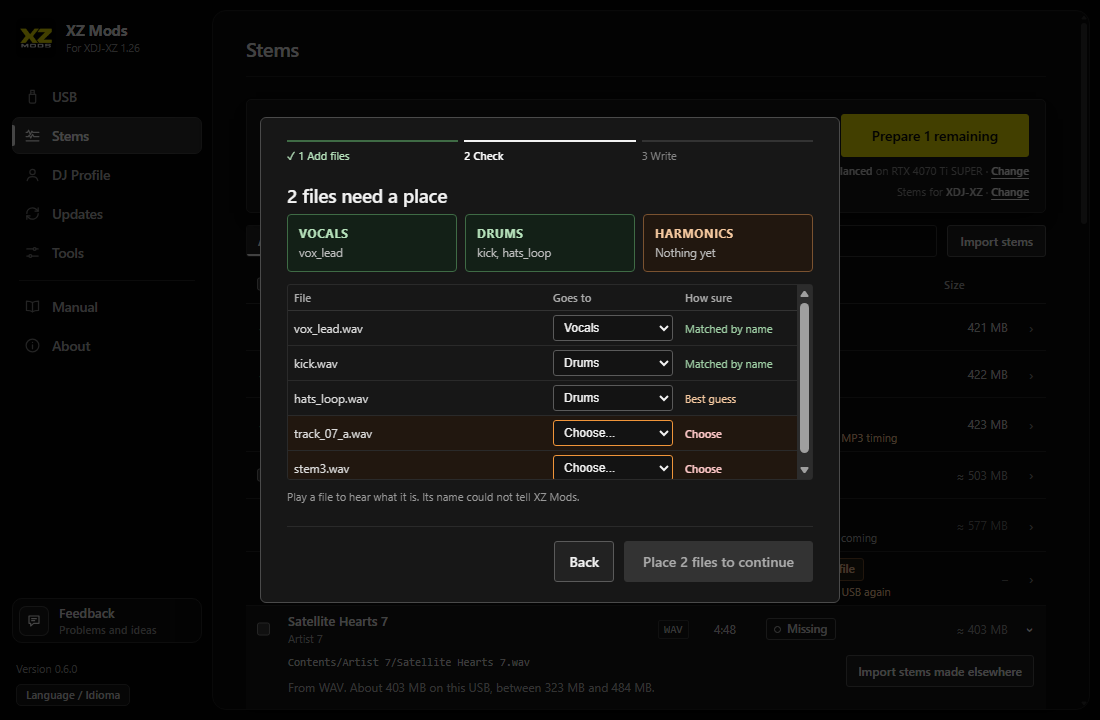 XZ MODS
XZ Mods
For XDJ-XZ 1.26
USB
Stems
DJ Profile
Updates
Tools
Manual
About
Feedback
Problems and ideas
Version 0.6.0
Language / Idioma
Stems
Prepare 1 remaining
lanced on RTX 4070 Ti SUPER · Change
Stems for XDJ-XZ · Change
Import stems
Size
421 MB
422 MB
423 MB
MP3 timing
≈ 503 MB
≈ 577 MB
coming
file
–
USB again
✓ 1 Add files
2 Check
3 Write
2 files need a place
VOCALS
vox_lead
DRUMS
kick, hats_loop
HARMONICS
Nothing yet
File Goes to How sure
vox_lead.wav Vocals Matched by name
kick.wav Drums Matched by name
hats_loop.wav Drums Best guess
track_07_a.wav Choose... Choose
stem3.wav Choose... Choose
Play a file to hear what it is. Its name could not tell XZ Mods.
Back
Place 2 files to continue
Satellite Hearts 7 WAV 4:48 Missing ≈ 403 MB
Artist 7
Contents/Artist 7/Satellite Hearts 7.wav
From WAV. About 403 MB on this USB, between 323 MB and 484 MB.
Import stems made elsewhere